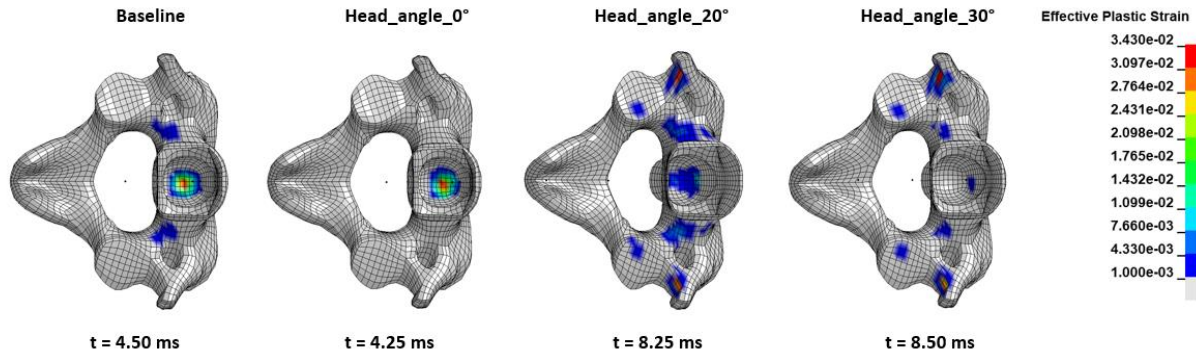 Baseline
Head_angle_0°
Head_angle_20°
Head_angle_30°
Effective Plastic Strain
3.430e-02
3.097e-02
2.764e-02
2.431e-02
2.098e-02
1.765e-02
1.432e-02
1.099e-02
7.660e-03
4.330e-03
1.000e-03
t = 4.50 ms
t = 4.25 ms
t = 8.25 ms
t = 8.50 ms